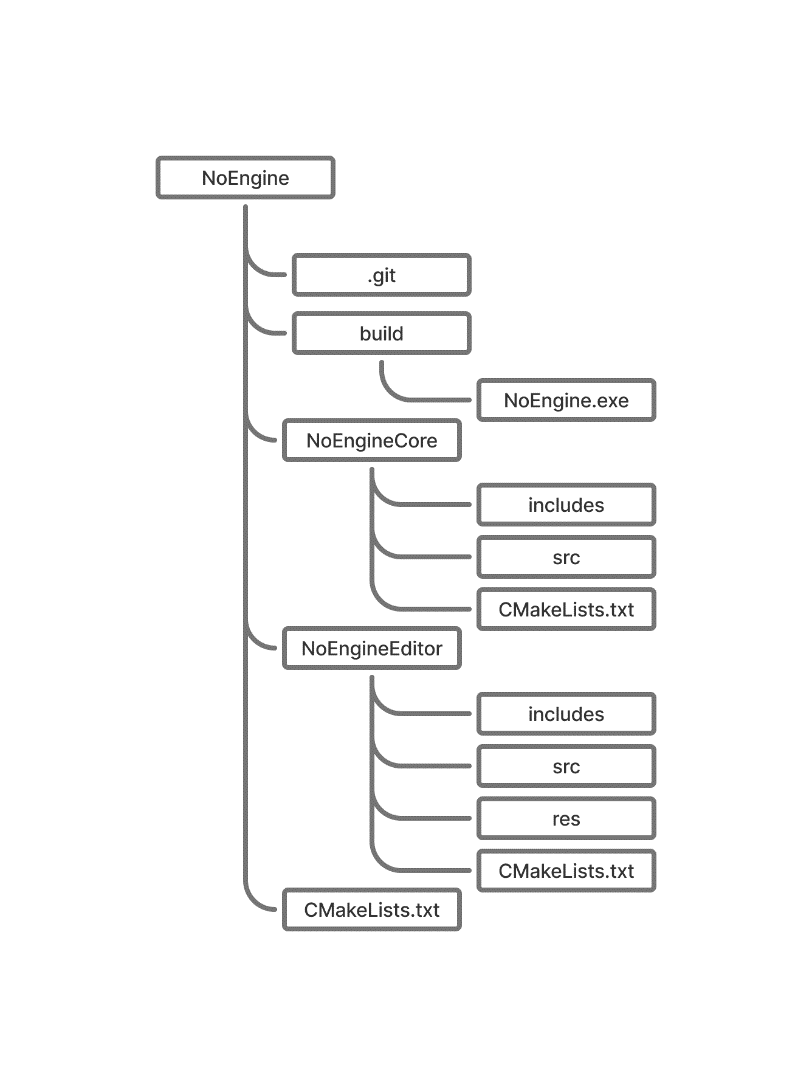 NoEngine
.git
build
NoEngine.exe
NoEngineCore
includes
src
CMakeLists.txt
NoEngineEditor
includes
src
res
CMakeLists.txt
CMakeLists.txt